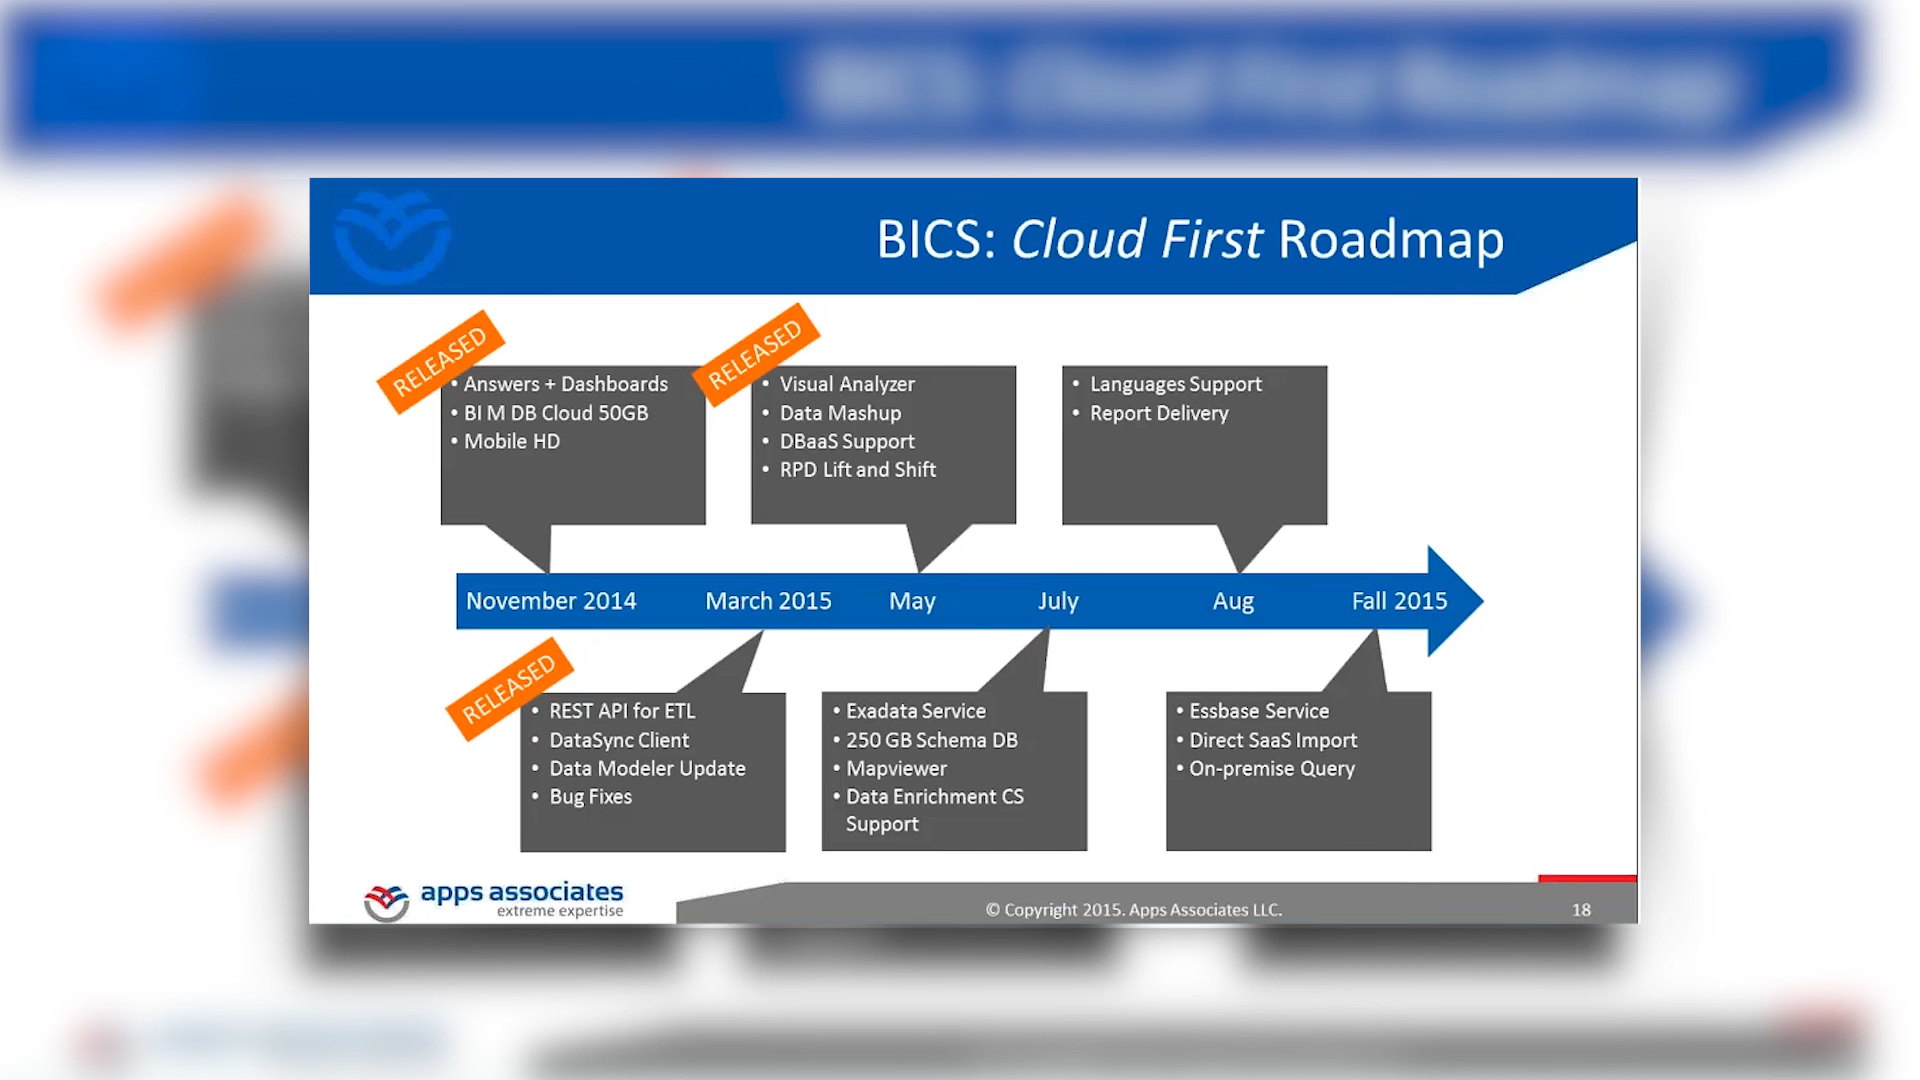 BICS: Cloud First Roadmap
RELEASED
• Answers + Dashboards
• BI M DB Cloud 50GB
• Mobile HD
RELEASED
• Visual Analyzer
• Data Mashup
• DBaaS Support
• RPD Lift and Shift
• Languages Support
• Report Delivery
November 2014 March 2015 May July Aug Fall 2015
RELEASED
• REST API for ETL
• DataSync Client
• Data Modeler Update
• Bug Fixes
• Exadata Service
• 250 GB Schema DB
• Mapviewer
• Data Enrichment CS
Support
• Essbase Service
• Direct SaaS Import
• On-premise Query
apps associates
extreme expertise
© Copyright 2015. Apps Associates LLC.
18